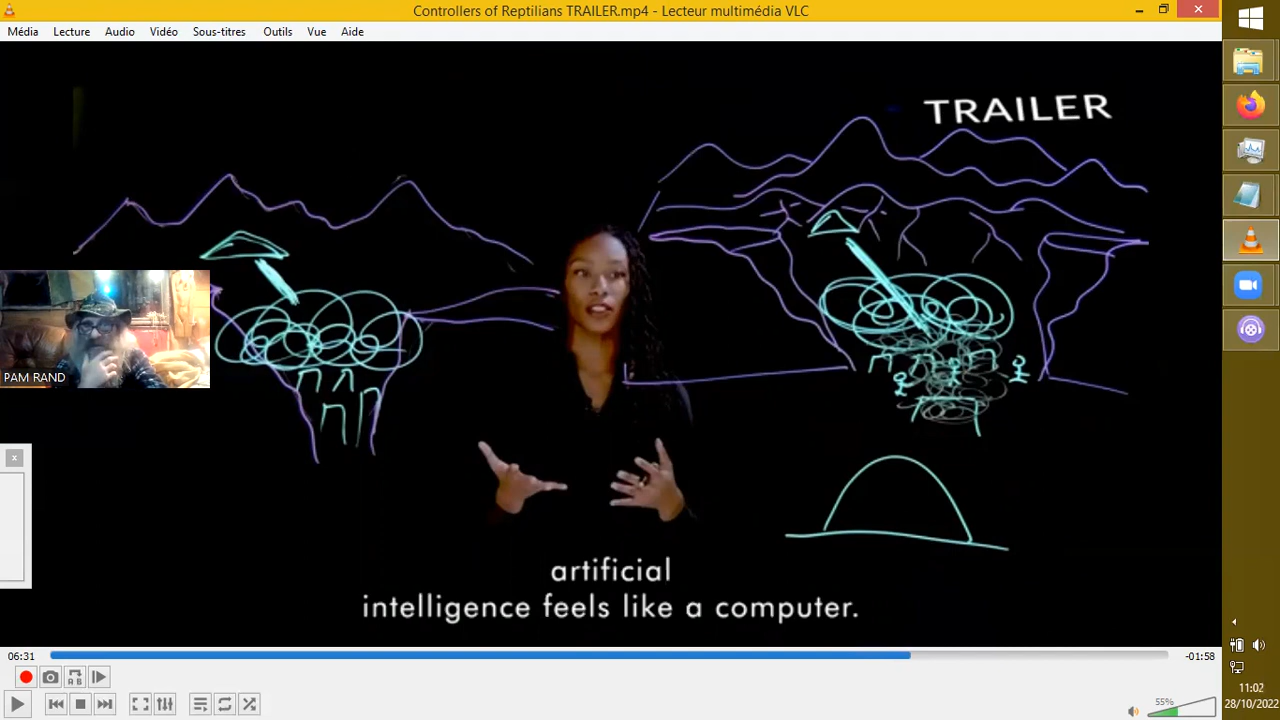 Controllers of Reptilians TRAILER.mp4 - Lecteur multimédia VLC
Média Lecture Audio Vidéo Sous-titres Outils Vue Aide
TRAILER
PAM RAND
x
artificial
intelligence feels like a computer.
06:31
-01:58
A B
55%
11:02
28/10/2022